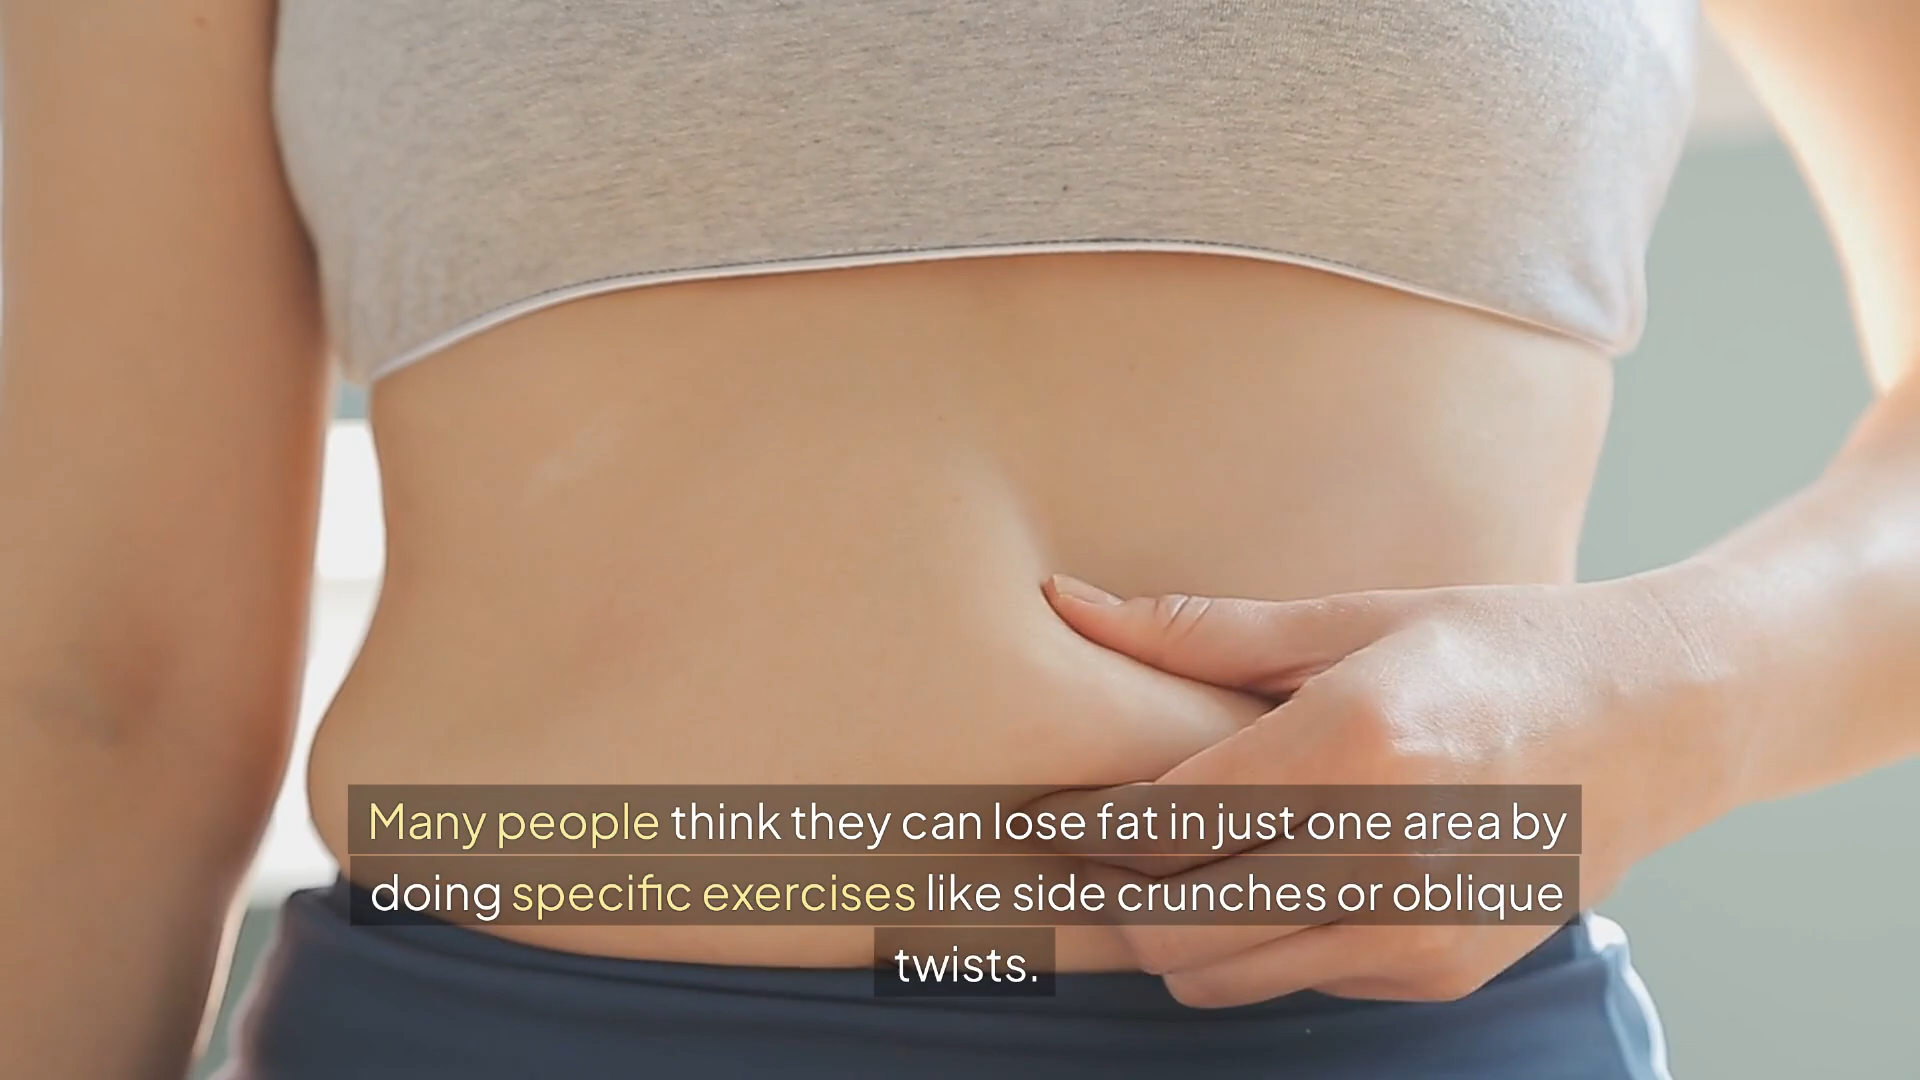 Many people think they can lose fat in just one area by
doing specific exercises like side crunches or oblique
twists.